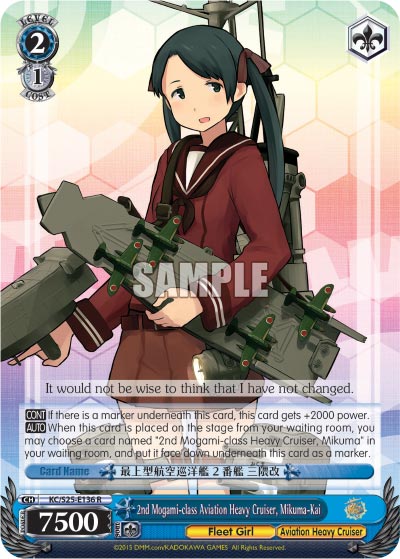 LEVEL
2
1
COST
SAMPLE
It would not be wise to think that I have not changed.
CONT If there is a marker underneath this card, this card gets +2000 power.
AUTO When this card is placed on the stage from your waiting room, you
may choose a card named "2nd Mogami-class Heavy Cruiser, Mikuma" in
your waiting room, and put it face down underneath this card as a marker.
Card Name 最上型航空巡洋艦 2番艦 三隈改
CH KC/S25-E136 R
2nd Mogami-class Aviation Heavy Cruiser, Mikuma-Kai
7500
Fleet Girl Aviation Heavy Cruiser
©2013 DMM.com/KADOKAWA GAMES All Rights Reserved.